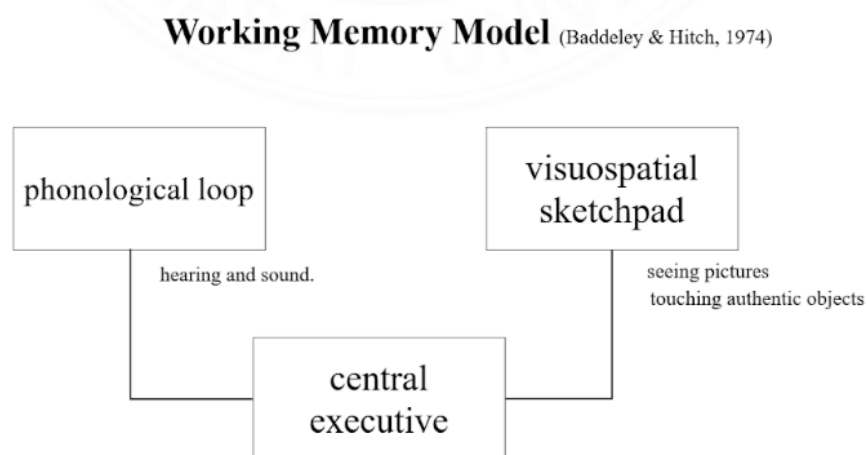 Working Memory Model (Baddeley & Hitch, 1974)
phonological loop
visuospatial
sketchpad
hearing and sound.
seeing pictures
touching authentic objects
central
executive